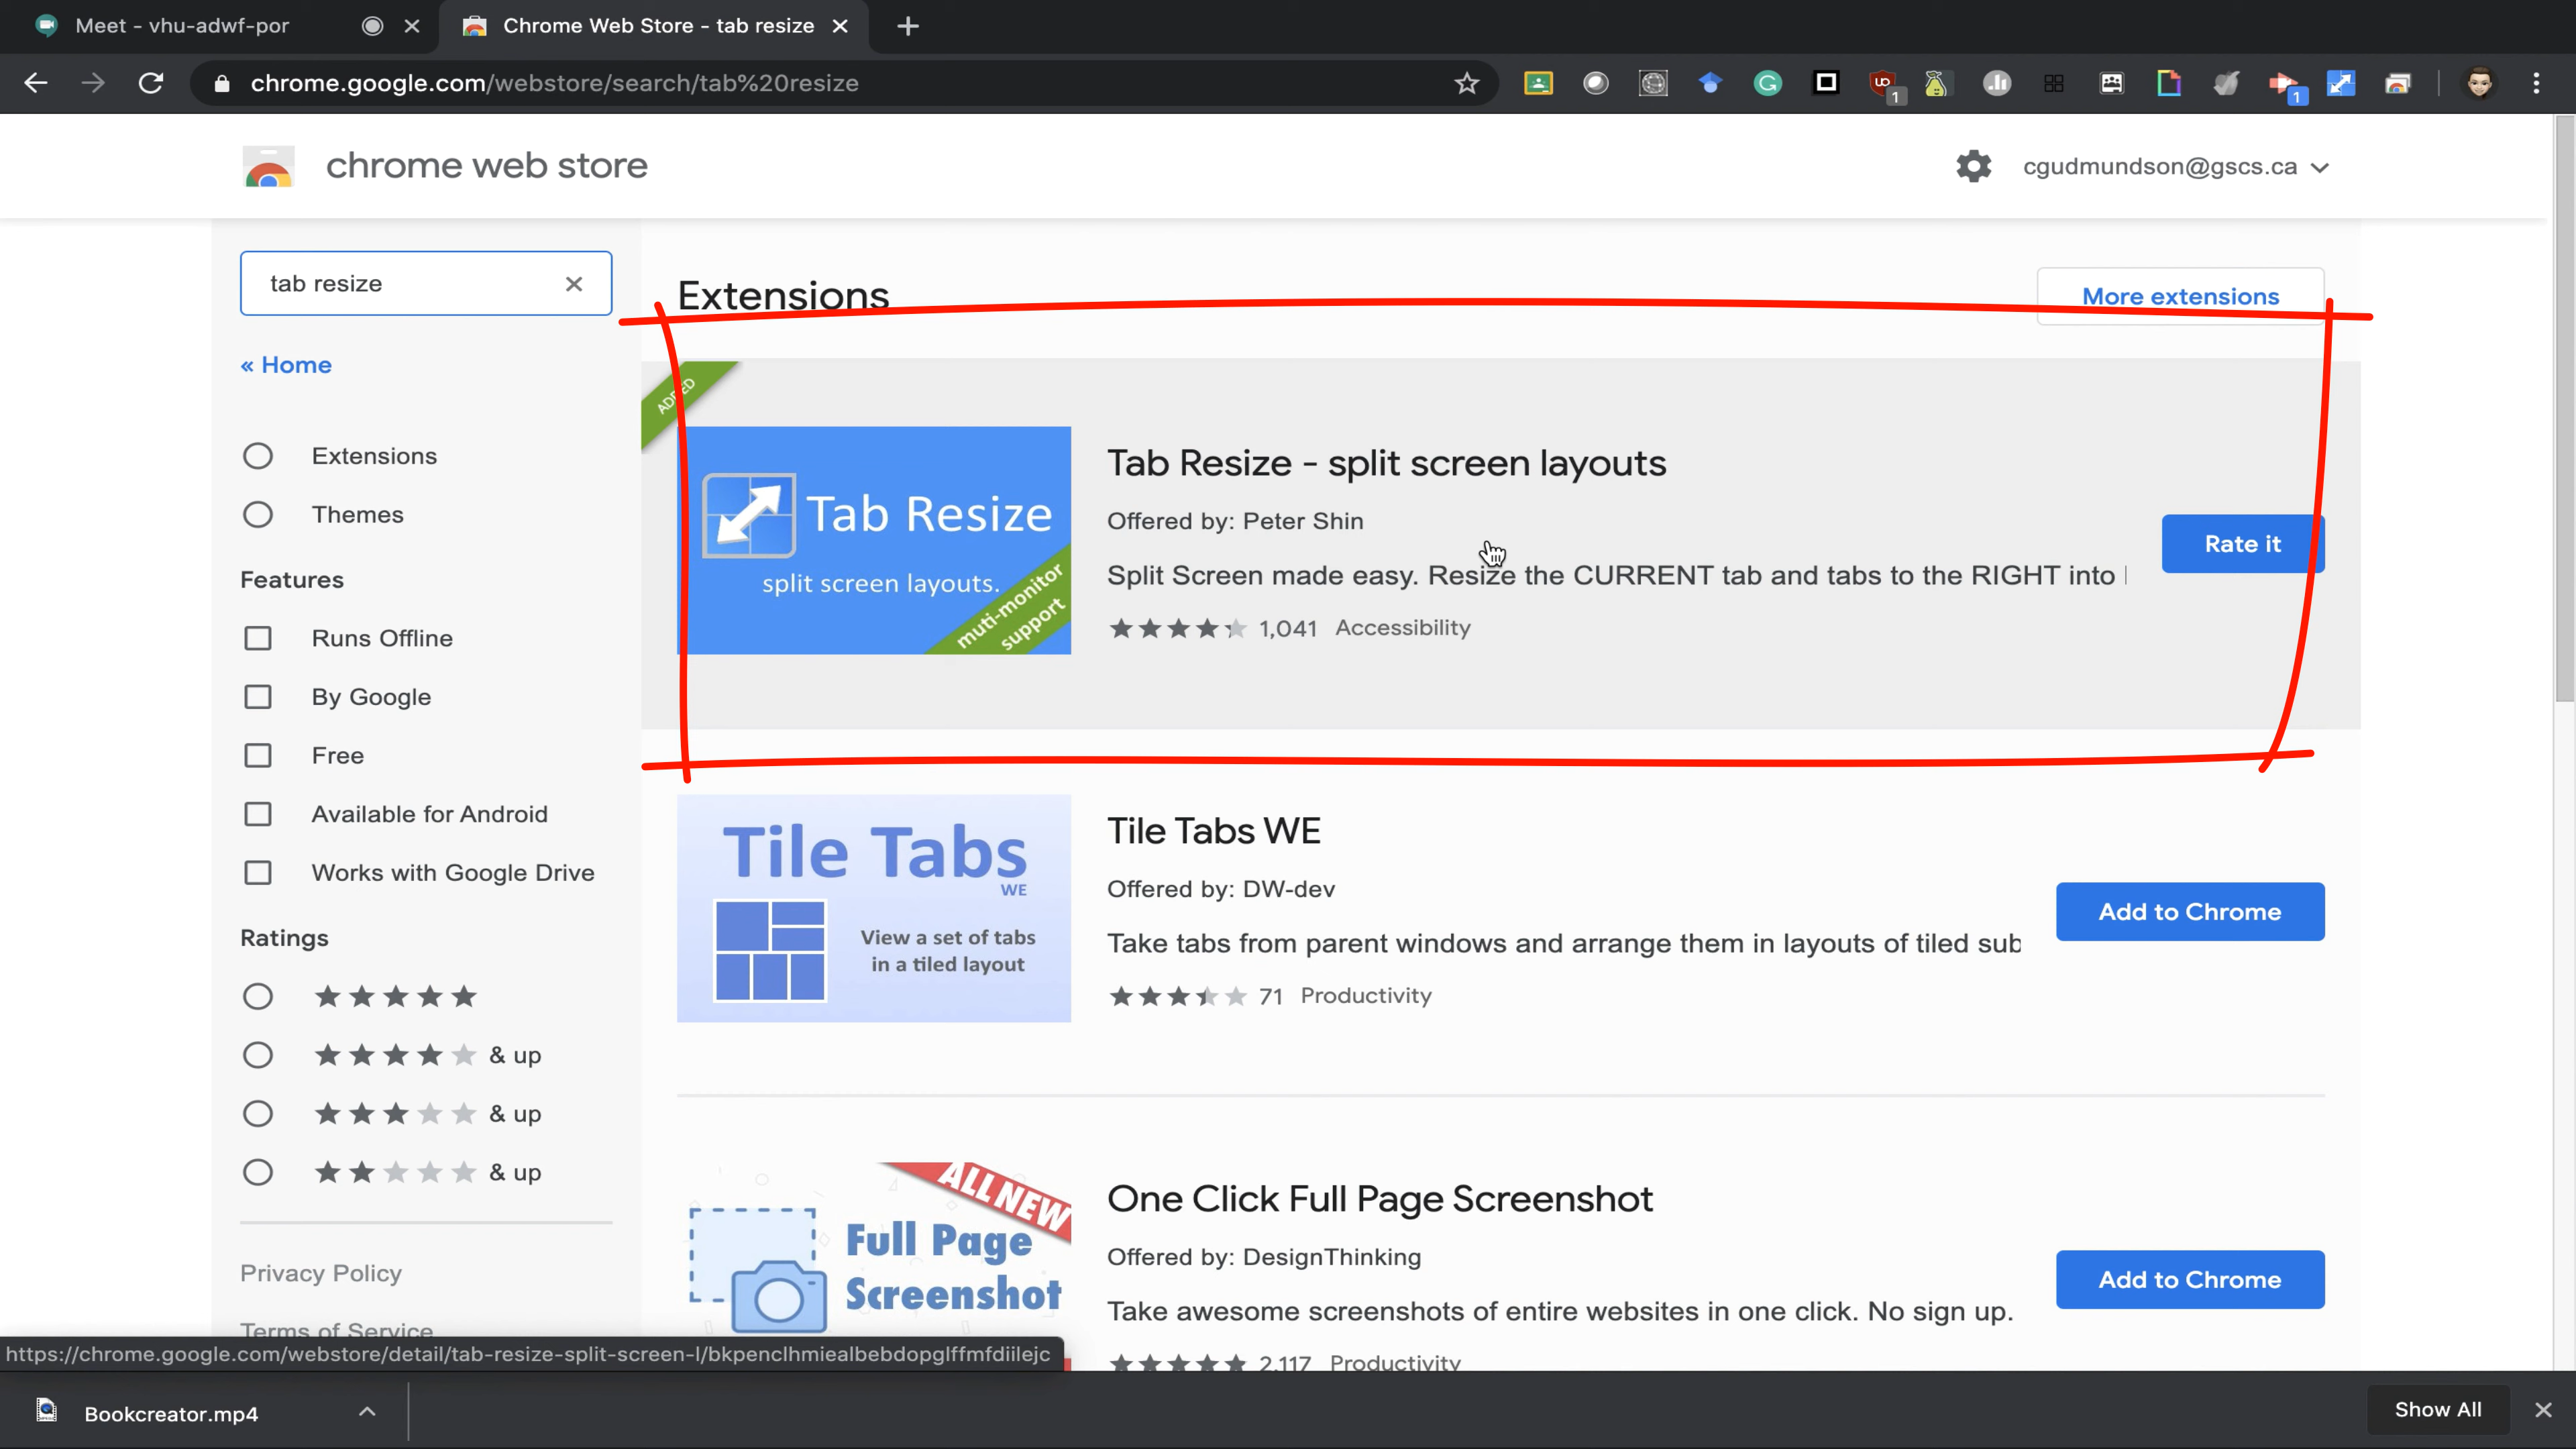 Meet - vhu-adwf-por
Chrome Web Store - tab resize
chrome.google.com/webstore/search/tab%20resize
1
1
chrome web store
cgudmundson@gscs.ca
tab resize
« Home
Extensions
Themes
Features
Runs Offline
By Google
Free
Available for Android
Works with Google Drive
Ratings
& up
& up
& up
Privacy Policy
Terms of Service
Extensions
More extensions
ADDED
Tab Resize
split screen layouts.
muti-monitor
support
Tab Resize - split screen layouts
Offered by: Peter Shin
Split Screen made easy. Resize the CURRENT tab and tabs to the RIGHT into
1,041 Accessibility
Rate it
Tile Tabs
WE
View a set of tabs
in a tiled layout
Tile Tabs WE
Offered by: DW-dev
Take tabs from parent windows and arrange them in layouts of tiled sub
71 Productivity
Add to Chrome
ALL NEW
Full Page
Screenshot
One Click Full Page Screenshot
Offered by: DesignThinking
Take awesome screenshots of entire websites in one click. No sign up.
2,117 Productivity
Add to Chrome
https://chrome.google.com/webstore/detail/tab-resize-split-screen-l/bkpenclhmiealbebdopglffmfdiilejc
Bookcreator.mp4
Show All